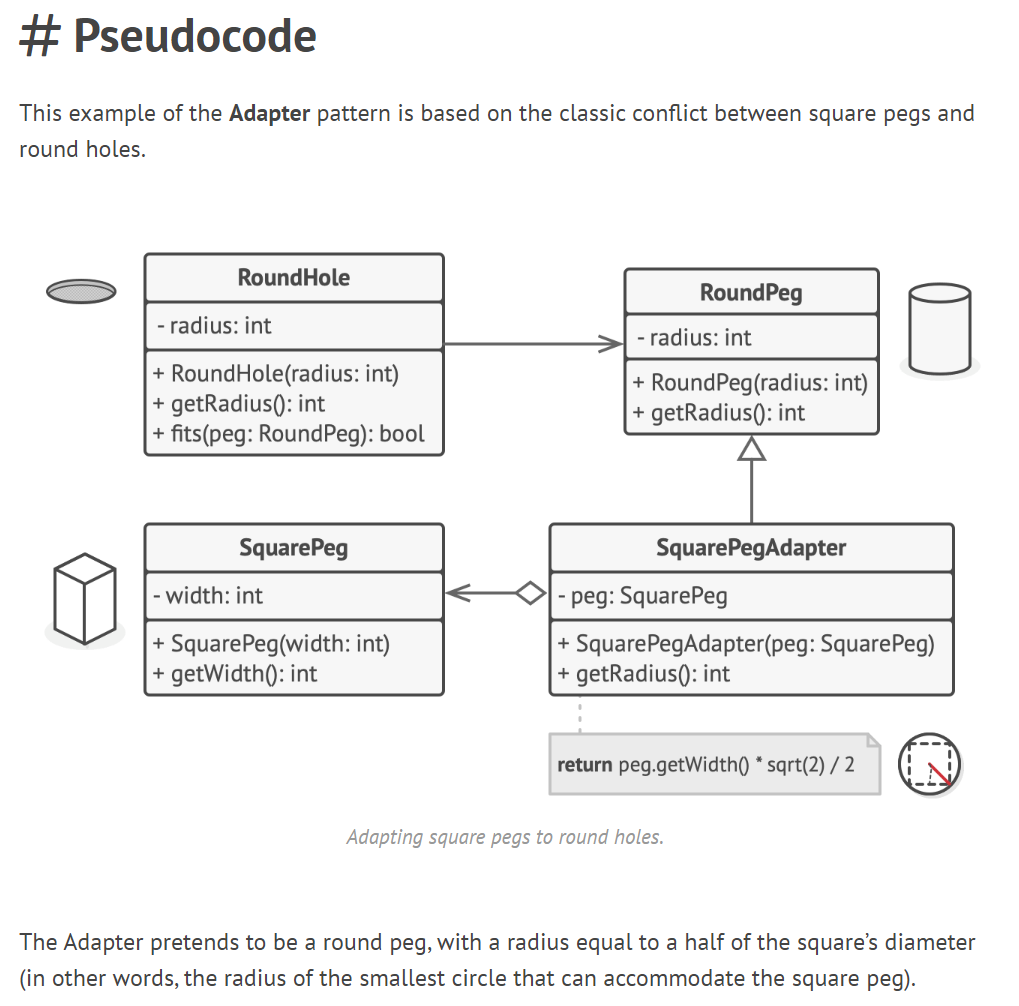 # Pseudocode
This example of the Adapter pattern is based on the classic conflict between square pegs and
round holes.
RoundHole
- radius: int
+ RoundHole(radius: int)
+ getRadius(): int
+ fits(peg: RoundPeg): bool
RoundPeg
- radius: int
+ RoundPeg(radius: int)
+ getRadius(): int
SquarePeg
- width: int
+ SquarePeg(width: int)
+ getWidth(): int
SquarePegAdapter
- peg: SquarePeg
+ SquarePegAdapter(peg: SquarePeg)
+ getRadius(): int
return peg.getWidth() * sqrt(2) / 2
Adapting square pegs to round holes.
The Adapter pretends to be a round peg, with a radius equal to a half of the square’s diameter
(in other words, the radius of the smallest circle that can accommodate the square peg).